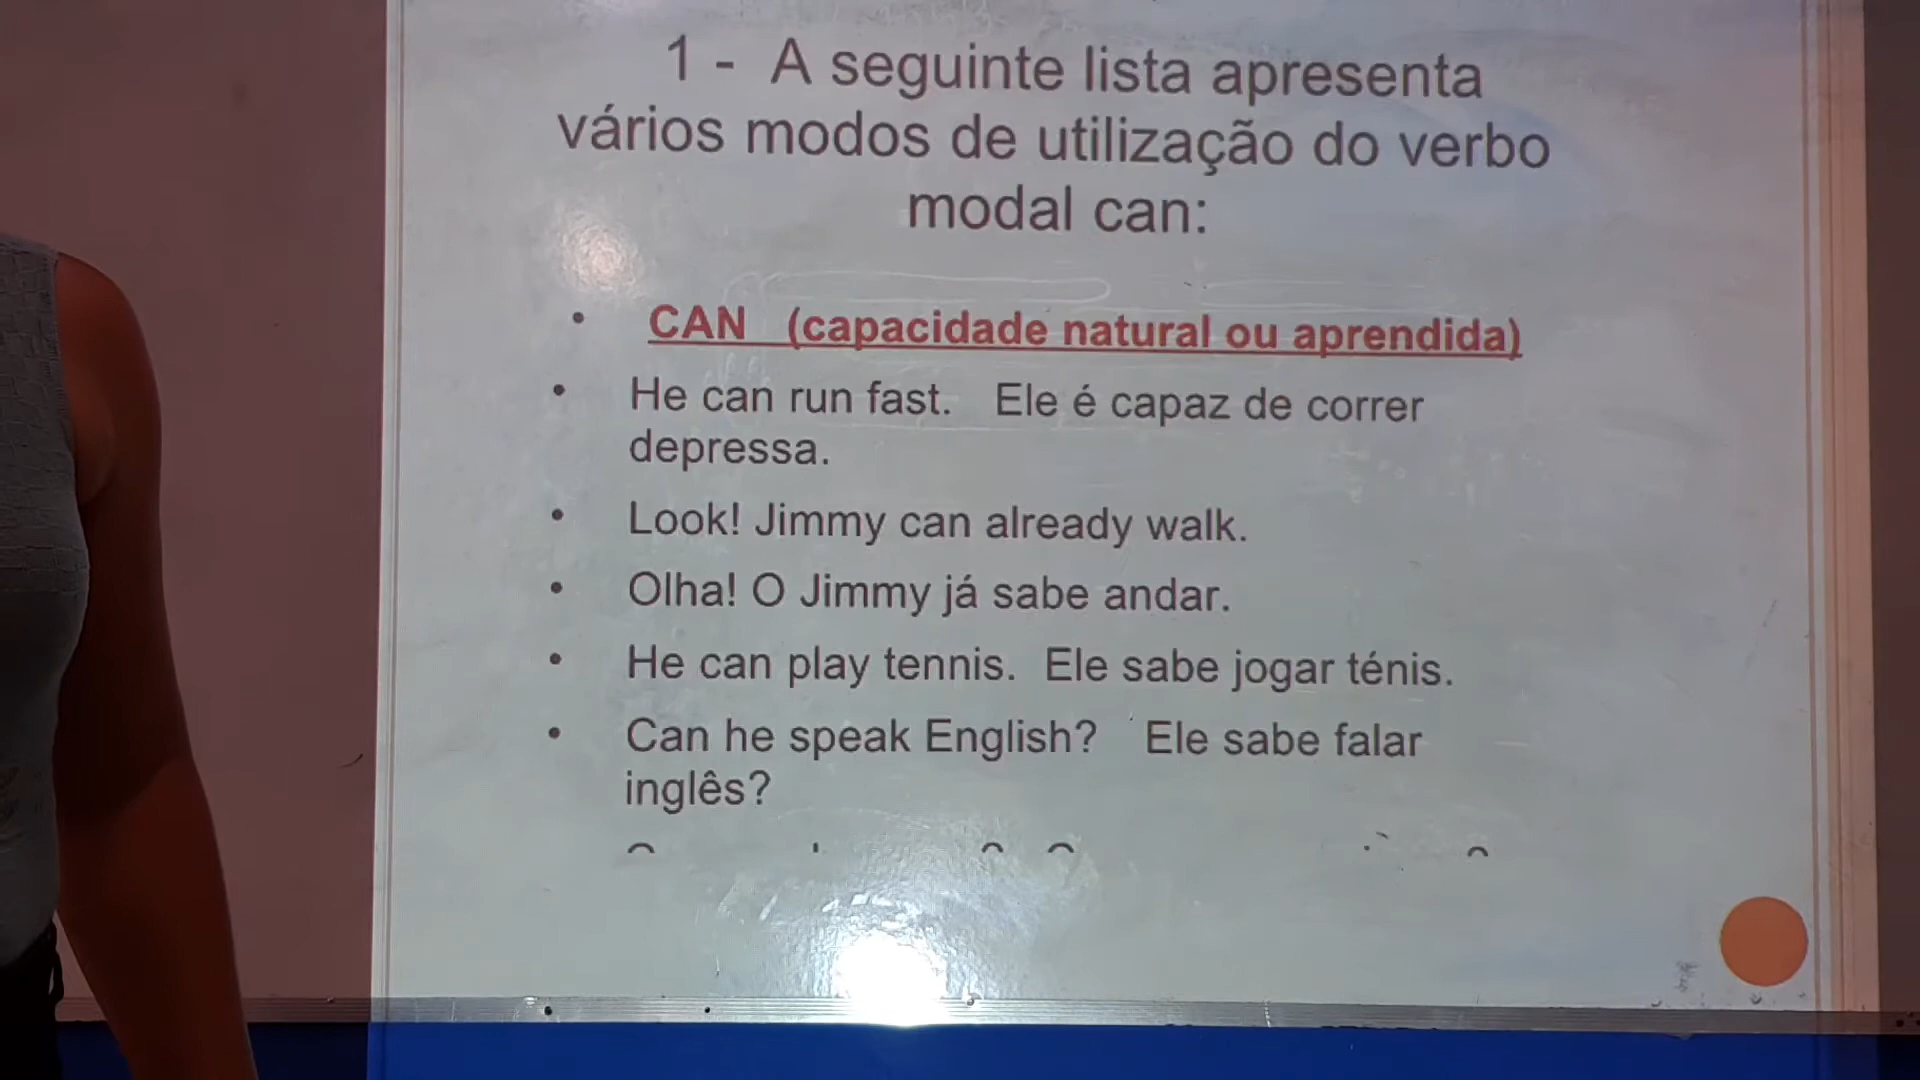 1 - A seguinte lista apresenta
vários modos de utilização do verbo
modal can:
• CAN (capacidade natural ou aprendida)
• He can run fast. Ele é capaz de correr
depressa.
• Look! Jimmy can already walk.
• Olha! O Jimmy já sabe andar.
• He can play tennis. Ele sabe jogar ténis.
• Can he speak English? Ele sabe falar
inglês?